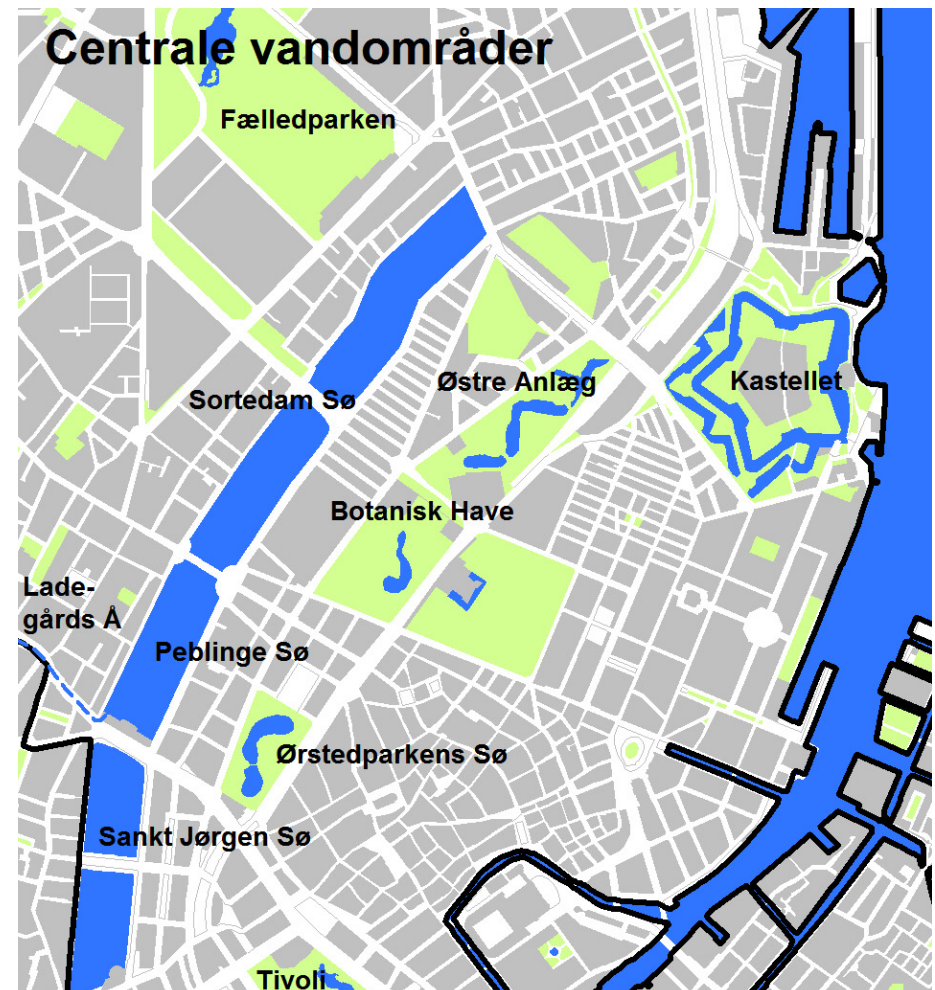 Centrale vandområder
Fælledparken
Sortedam Sø
Østre Anlæg
Kastellet
Botanisk Have
Lade-
gårds Å
Peblinge Sø
Ørstedparkens Sø
Sankt Jørgen Sø
Tivoli